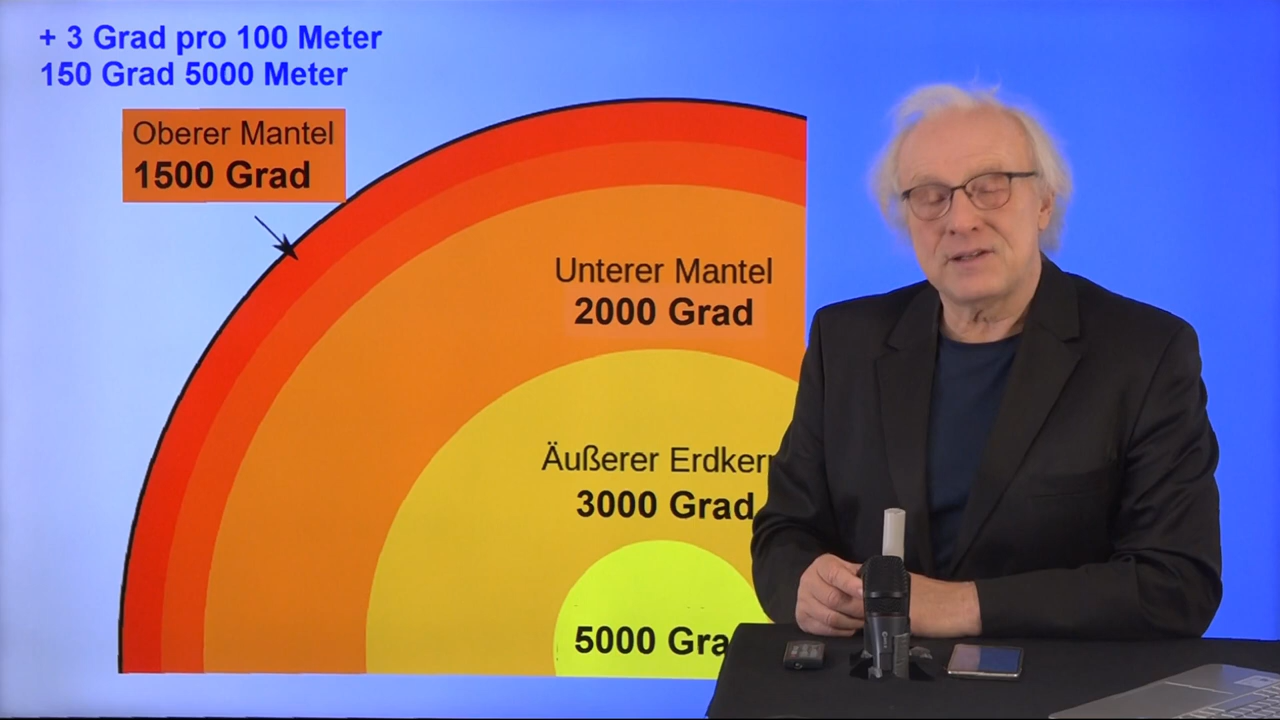 + 3 Grad pro 100 Meter
150 Grad 5000 Meter
Oberer Mantel
1500 Grad
Unterer Mantel
2000 Grad
Äußerer Erdker
3000 Grad
5000 Gra